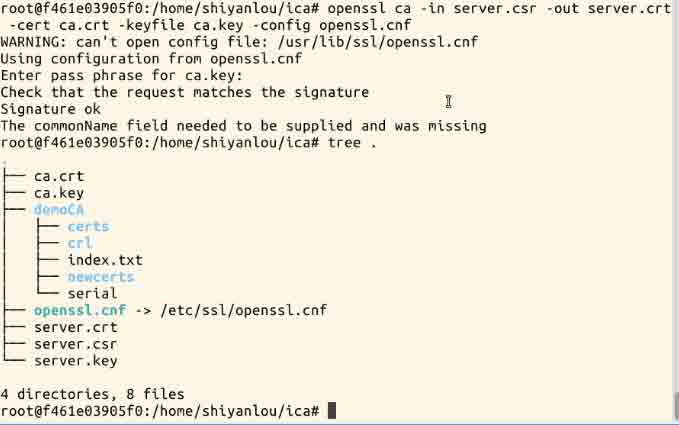 root@f461e03905f0:/home/shiyanlou/ica# openssl ca -in server.csr -out server.crt
 -cert ca.crt -keyfile ca.key -config openssl.cnf
WARNING: can't open config file: /usr/lib/ssl/openssl.cnf
Using configuration from openssl.cnf
Enter pass phrase for ca.key:
Check that the request matches the signature
Signature ok
The commonName field needed to be supplied and was missing
root@f461e03905f0:/home/shiyanlou/ica# tree .
.
├── ca.crt
├── ca.key
├── demoCA
│   ├── certs
│   ├── crl
│   ├── index.txt
│   ├── newcerts
│   └── serial
├── openssl.cnf -> /etc/ssl/openssl.cnf
├── server.crt
├── server.csr
└── server.key
4 directories, 8 files
root@f461e03905f0:/home/shiyanlou/ica#